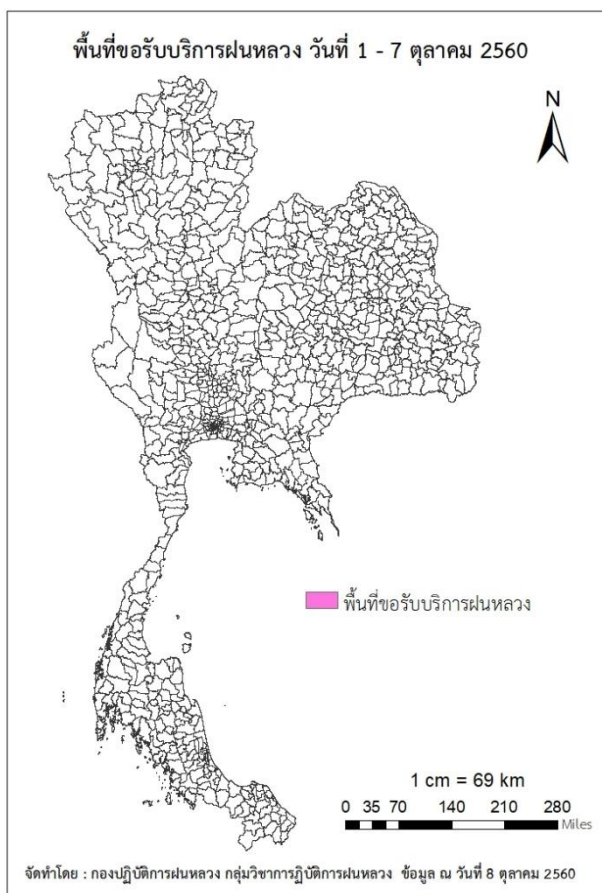 พื้นที่ขอรับบริการฝนหลวง วันที่ 1 - 7 ตุลาคม 2560
N
พื้นที่ขอรับบริการฝนหลวง
1 cm = 69 km
0 35 70 140 210 280 Miles
จัดทำโดย : กองปฏิบัติการฝนหลวง กลุ่มวิชาการฏิบัติการฝนหลวง ข้อมูล ณ วันที่ 8 ตุลาคม 2560